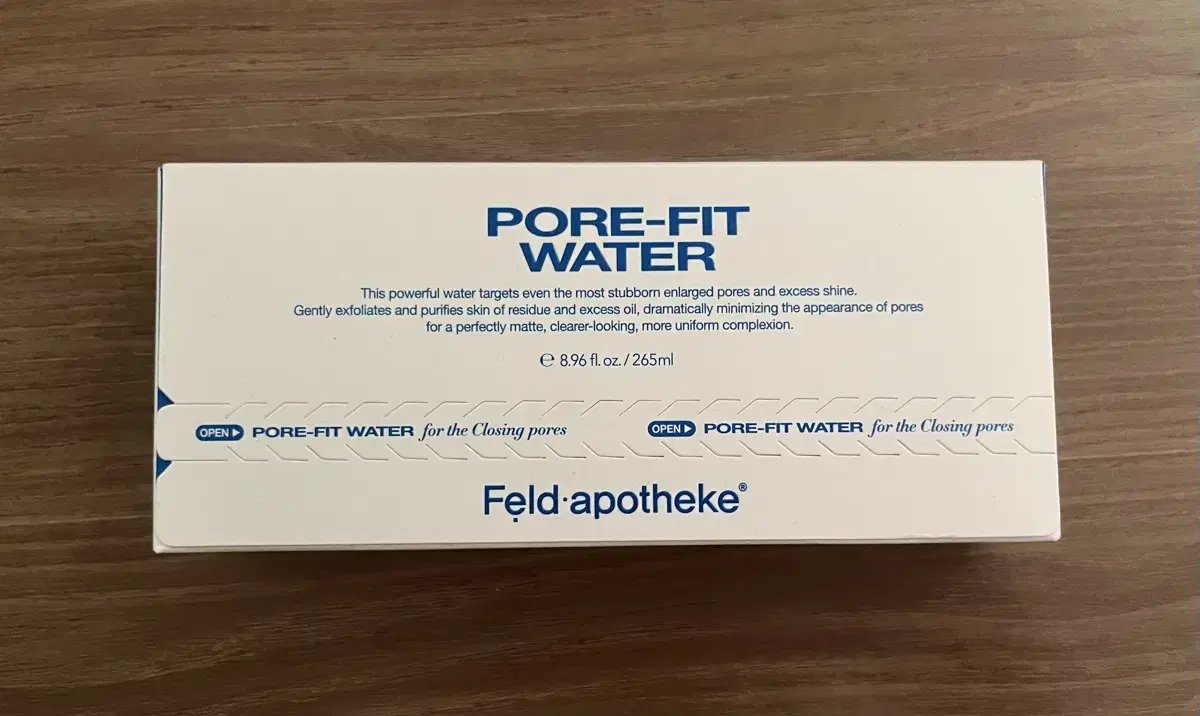 PORE-FIT
WATER
This powerful water targets even the most stubborn enlarged pores and excess shine.
Gently exfoliates and purifies skin of residue and excess oil, dramatically minimizing the appearance of pores
for a perfectly matte, clearer-looking, more uniform complexion.
℮ 8.96 fl. oz. / 265ml
OPEN ▶ PORE-FIT WATER for the Closing pores OPEN ▶ PORE-FIT WATER for the Closing pores
Fẹld·apotheke®